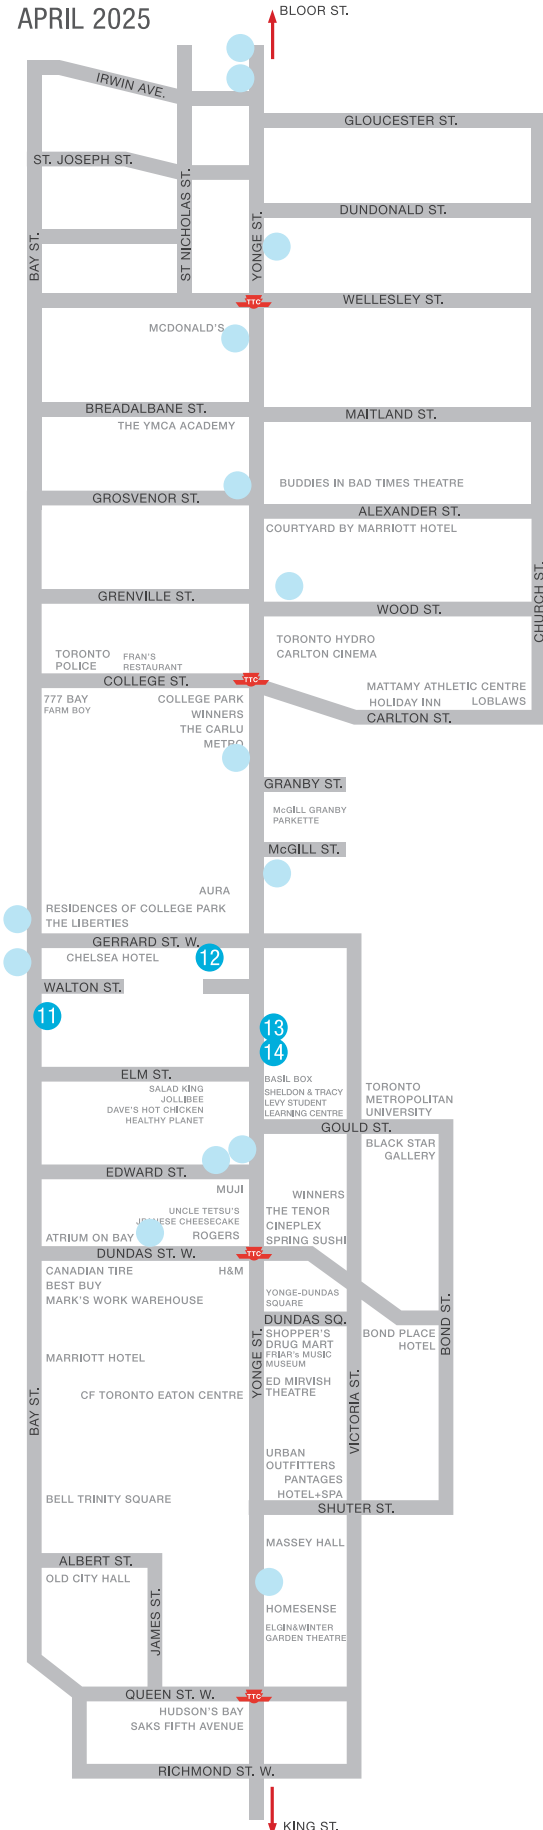 APRIL 2025
BLOOR ST.
IRWIN AVE.
GLOUCESTER ST.
ST. JOSEPH ST.
ST NICHOLAS ST.
DUNDONALD ST.
BAY ST.
YONGE ST.
TTC
WELLESLEY ST.
MCDONALD'S
BREADALBANE ST.
MAITLAND ST.
THE YMCA ACADEMY
BUDDIES IN BAD TIMES THEATRE
GROSVENOR ST.
ALEXANDER ST.
COURTYARD BY MARRIOTT HOTEL
CHURCH ST.
GRENVILLE ST.
WOOD ST.
TORONTO HYDRO
CARLTON CINEMA
TORONTO
POLICE
FRAN'S
RESTAURANT
COLLEGE ST.
TTC
MATTAMY ATHLETIC CENTRE
HOLIDAY INN
LOBLAWS
CARLTON ST.
777 BAY
FARM BOY
COLLEGE PARK
WINNERS
THE CARLU
METRO
GRANBY ST.
McGILL GRANBY
PARKETTE
McGILL ST.
AURA
RESIDENCES OF COLLEGE PARK
THE LIBERTIES
GERRARD ST. W.
CHELSEA HOTEL
12
WALTON ST.
11
13
14
ELM ST.
BASIL BOX
SHELDON & TRACY
LEVY STUDENT
LEARNING CENTRE
SALAD KING
JOLLIBEE
DAVE'S HOT CHICKEN
HEALTHY PLANET
TORONTO
METROPOLITAN
UNIVERSITY
GOULD ST.
BLACK STAR
GALLERY
EDWARD ST.
MUJI
WINNERS
UNCLE TETSU'S
CHEESECAKE
ROGERS
THE TENOR
CINEPLEX
SPRING SUSHI
ATRIUM ON BAY
DUNDAS ST. W.
TTC
CANADIAN TIRE
BEST BUY
MARK'S WORK WAREHOUSE
H&M
YONGE-DUNDAS
SQUARE
DUNDAS SQ.
BOND ST.
BOND PLACE
HOTEL
SHOPPER'S
DRUG MART
FRIAR's MUSIC
MUSEUM
ED MIRVISH
THEATRE
MARRIOTT HOTEL
CF TORONTO EATON CENTRE
YONGE ST.
BAY ST.
VICTORIA ST.
URBAN
OUTFITTERS
PANTAGES
HOTEL+SPA
BELL TRINITY SQUARE
SHUTER ST.
MASSEY HALL
ALBERT ST.
OLD CITY HALL
JAMES ST.
HOMESENSE
ELGIN&WINTER
GARDEN THEATRE
QUEEN ST. W.
TTC
HUDSON'S BAY
SAKS FIFTH AVENUE
RICHMOND ST. W.
KING ST.